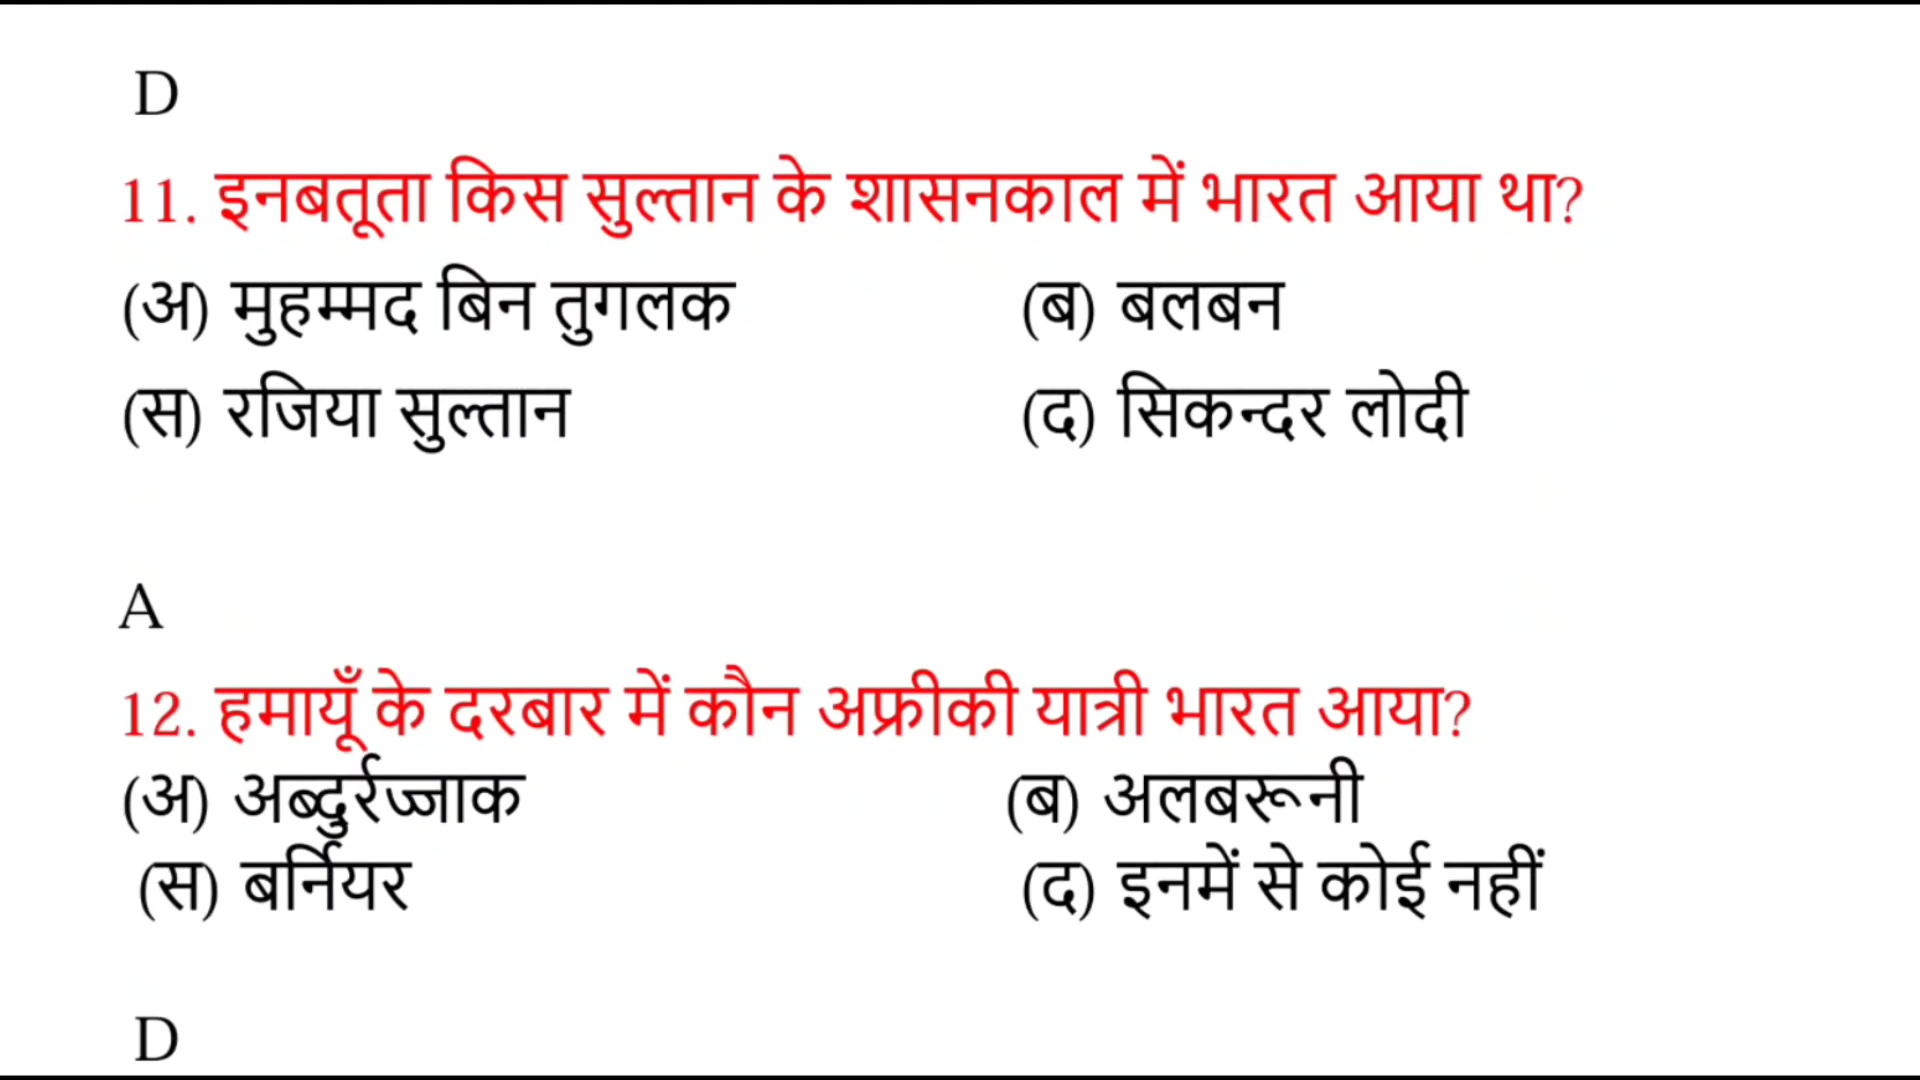 D
11. इनबतूता किस सुल्तान के शासनकाल में भारत आया था?
(अ) मुहम्मद बिन तुगलक (ब) बलबन
(स) रजिया सुल्तान (द) सिकन्दर लोदी
A
12. हमायूँ के दरबार में कौन अफ्रीकी यात्री भारत आया?
(अ) अब्दुर्रज्जाक (ब) अलबरूनी
(स) बर्नियर (द) इनमें से कोई नहीं
D